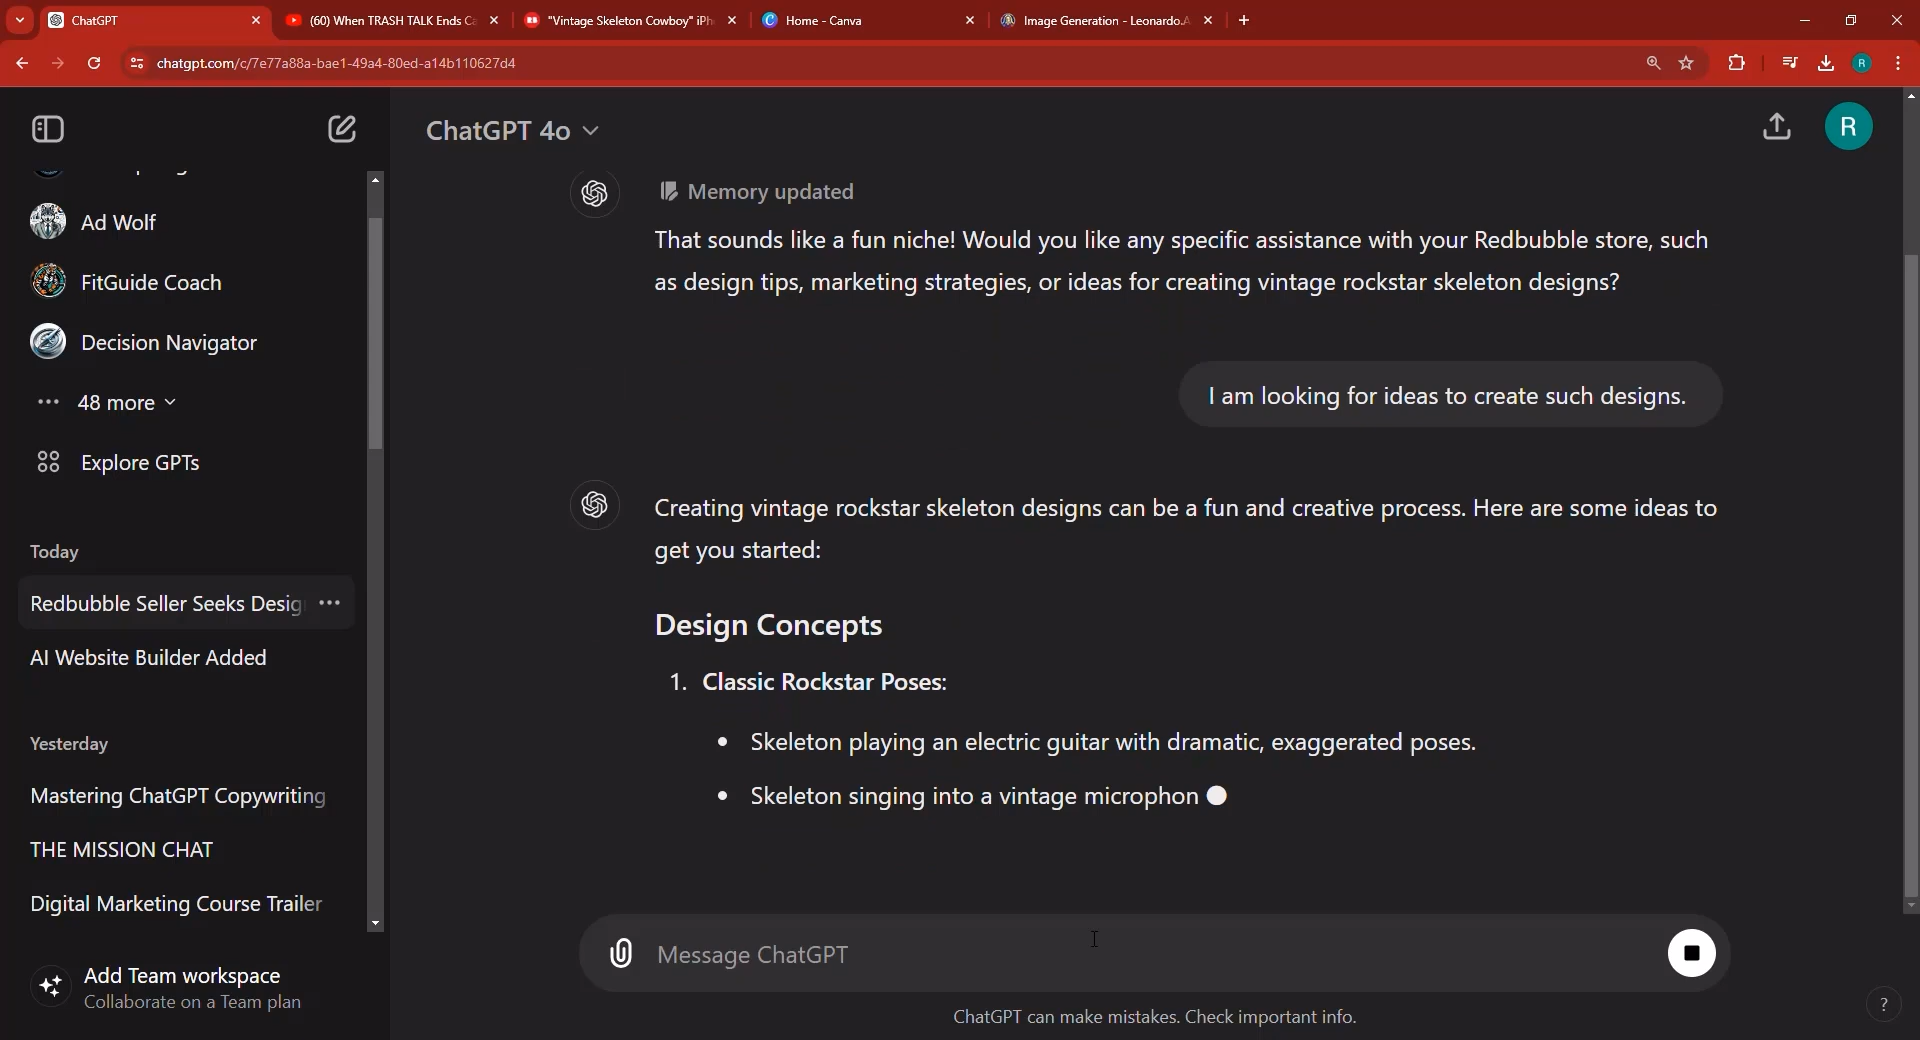 ChatGPT
(60) When TRASH TALK Ends Ca
"Vintage Skeleton Cowboy" iPh
Home - Canva
Image Generation - Leonardo.A
chatgpt.com/c/7e77a88a-bae1-49a4-80ed-a14b110627d4
R
ChatGPT 4o
R
Ad Wolf
FitGuide Coach
Decision Navigator
48 more
Explore GPTs
Today
Redbubble Seller Seeks Desig
AI Website Builder Added
Yesterday
Mastering ChatGPT Copywriting
THE MISSION CHAT
Digital Marketing Course Trailer
Add Team workspace
Collaborate on a Team plan
Memory updated
That sounds like a fun niche! Would you like any specific assistance with your Redbubble store, such
as design tips, marketing strategies, or ideas for creating vintage rockstar skeleton designs?
I am looking for ideas to create such designs.
Creating vintage rockstar skeleton designs can be a fun and creative process. Here are some ideas to
get you started:
Design Concepts
1. Classic Rockstar Poses:
• Skeleton playing an electric guitar with dramatic, exaggerated poses.
• Skeleton singing into a vintage microphon
Message ChatGPT
ChatGPT can make mistakes. Check important info.
?